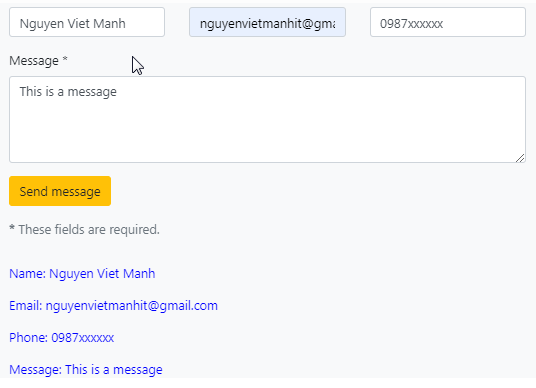 Nguyen Viet Manh nguyenvietmanhit@gma 0987xxxxxx
Message *
This is a message
Send message
* These fields are required.
Name: Nguyen Viet Manh
Email: nguyenvietmanhit@gmail.com
Phone: 0987xxxxxx
Message: This is a message